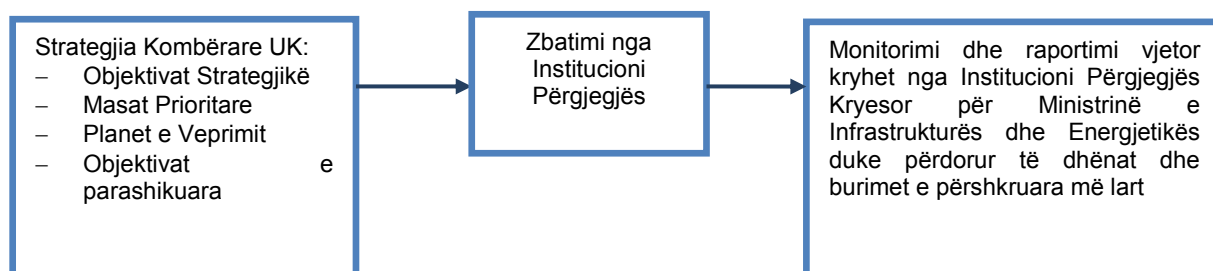 Strategjia Kombërare UK:
– Objektivat Strategjikë
– Masat Prioritare
– Planet e Veprimit
– Objektivat e
parashikuara
Zbatimi nga
Institucioni
Përgjegjës
Monitorimi dhe raportimi vjetor
kryhet nga Institucioni Përgjegjës
Kryesor për Ministrinë e
Infrastrukturës dhe Energjetikës
duke përdorur të dhënat dhe
burimet e përshkruara më lart